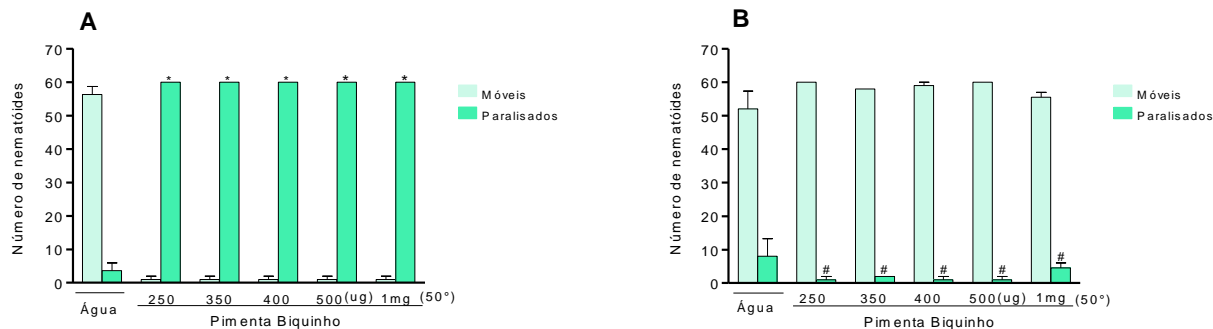 A
Número de nematóides
70
60
50
40
30
20
10
0
* * * * *
Móveis
Paralisados
Água
250 350 400 500(ug) 1mg (50°)
Pimenta Biquinho
B
Número de nematóides
70
60
50
40
30
20
10
0
# # # # #
Móveis
Paralisados
Água
250 350 400 500(ug) 1mg (50°)
Pimenta Biquinho